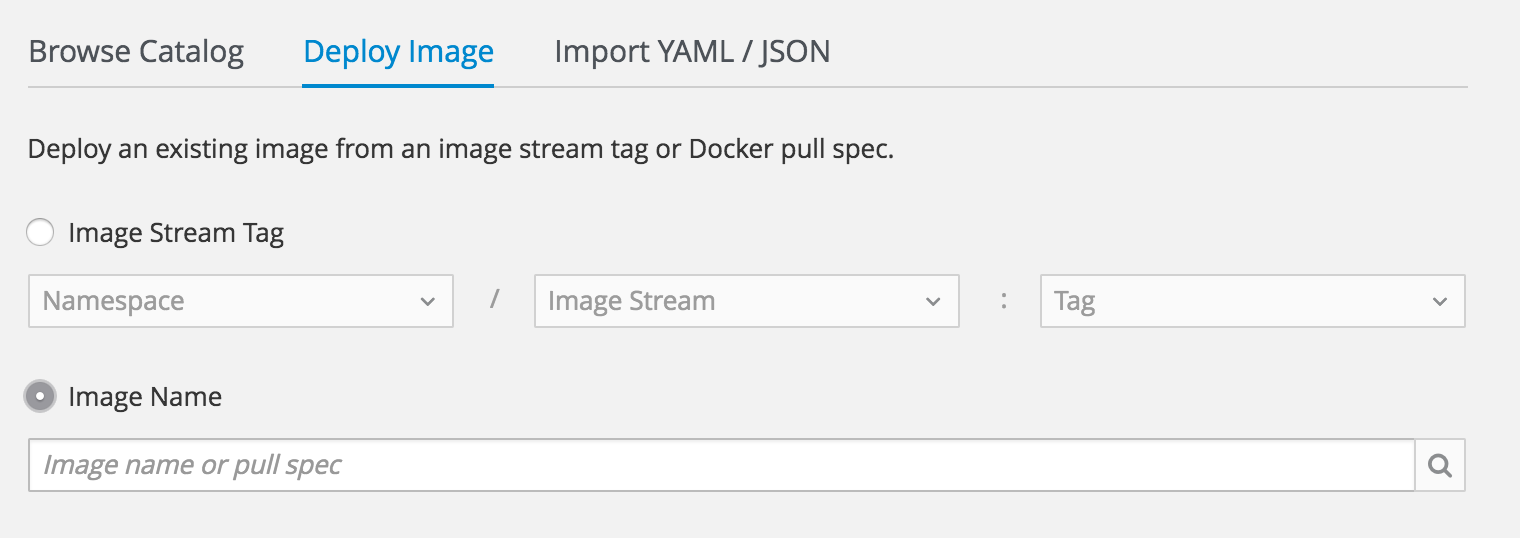 Browse Catalog Deploy Image Import YAML / JSON
Deploy an existing image from an image stream tag or Docker pull spec.
Image Stream Tag
Namespace / Image Stream : Tag
Image Name
Image name or pull spec